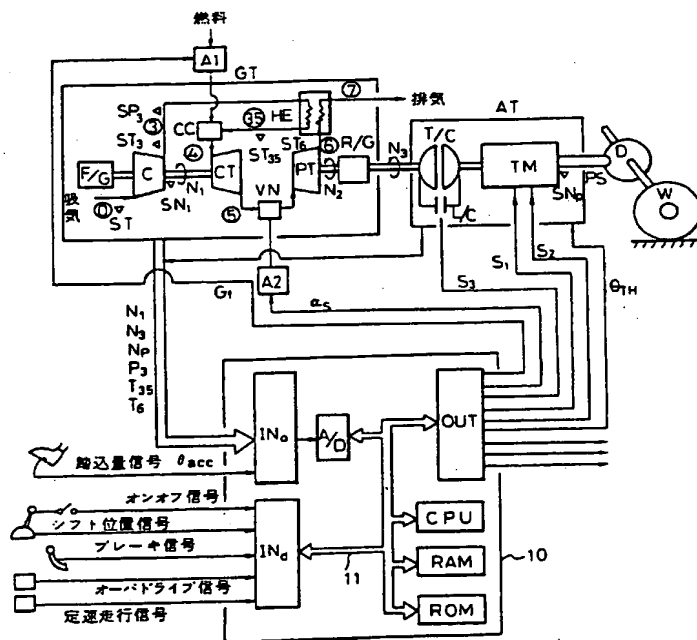 燃料
A1
GT
⑦
排気
SP₃
③
CC
㉟
HE
AT
ST₃
④
ST₃₅
ST₆
⑥
R/G
N₃
T/C
F/G
C
N₁
CT
VN
PT
N₂
TM
D
吸気
⓪
SN₁
⑤
L/C
SNp
PS
W
ST
A2
S₁
S₂
Gf
αs
S₃
θTH
N₁
N₃
Np
P₃
T₃₅
T₆
INa
A/D
OUT
踏込量信号 θacc
オンオフ信号
シフト位置信号
ブレーキ信号
オーバドライブ信号
定速走行信号
INd
11
CPU
RAM
ROM
10